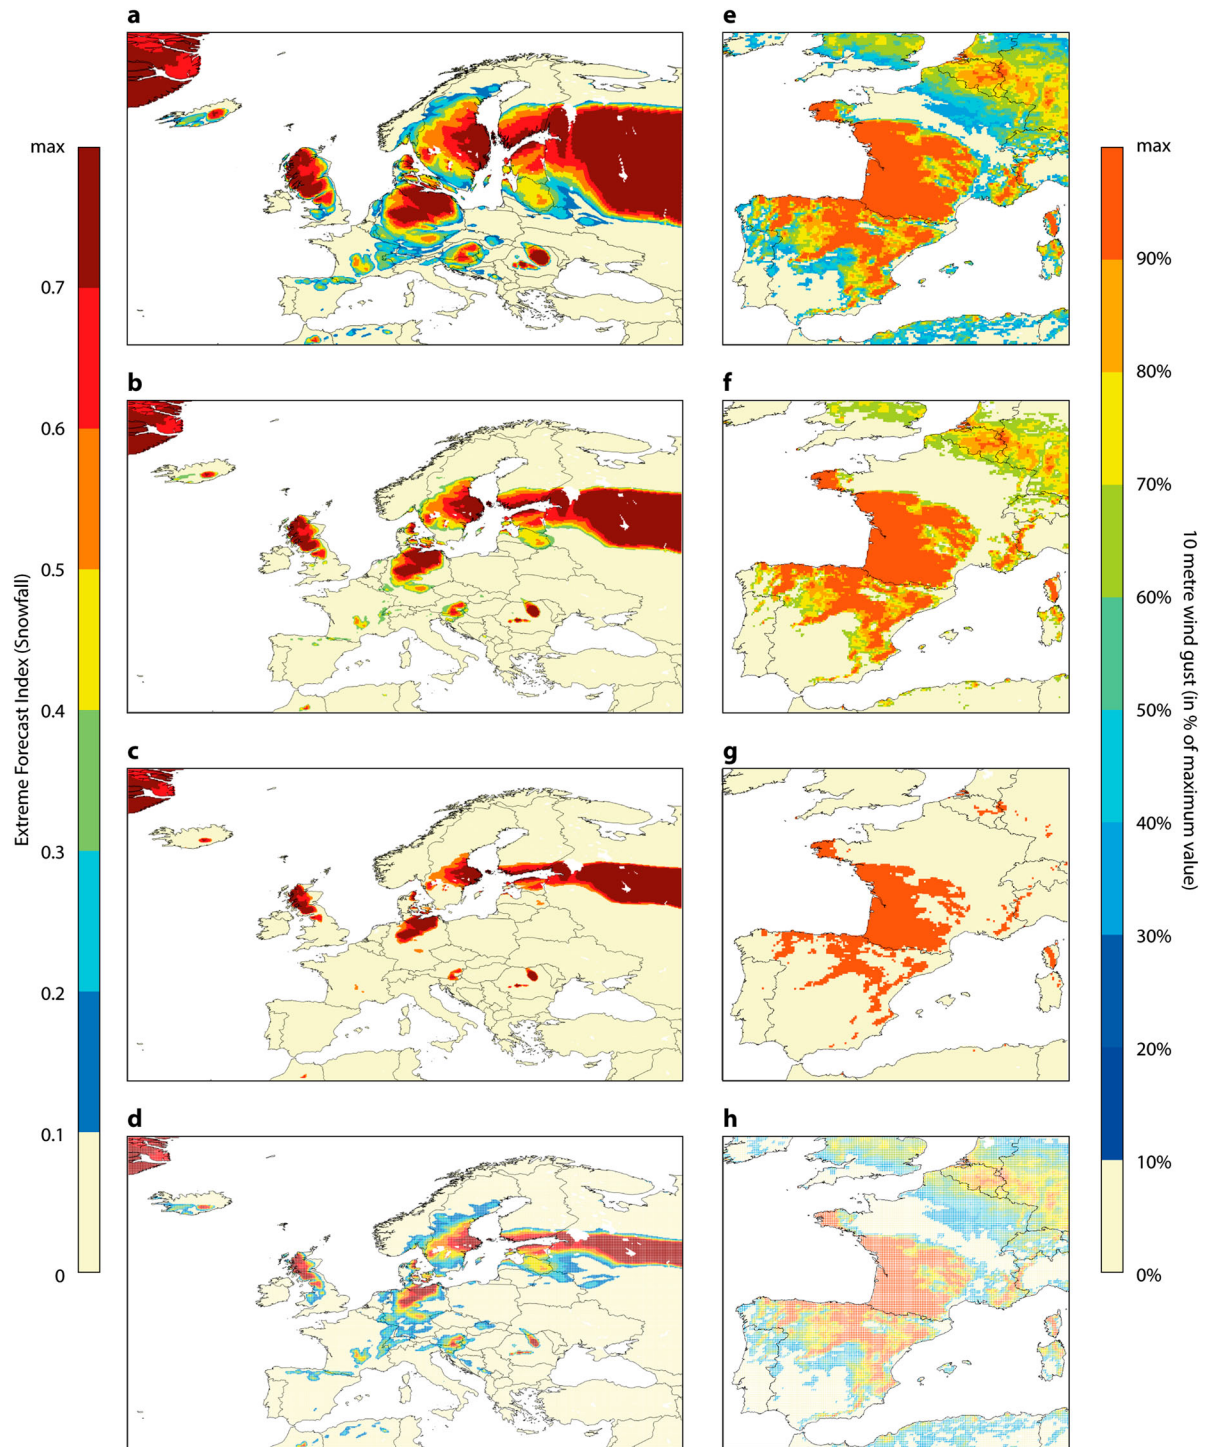 a
e
max
0.7
0.6
0.5
0.4
0.3
0.2
0.1
0
Extreme Forecast Index (Snowfall)
max
90%
80%
70%
60%
50%
40%
30%
20%
10%
0%
10 metre wind gust (in % of maximum value)
b
f
c
g
d
h